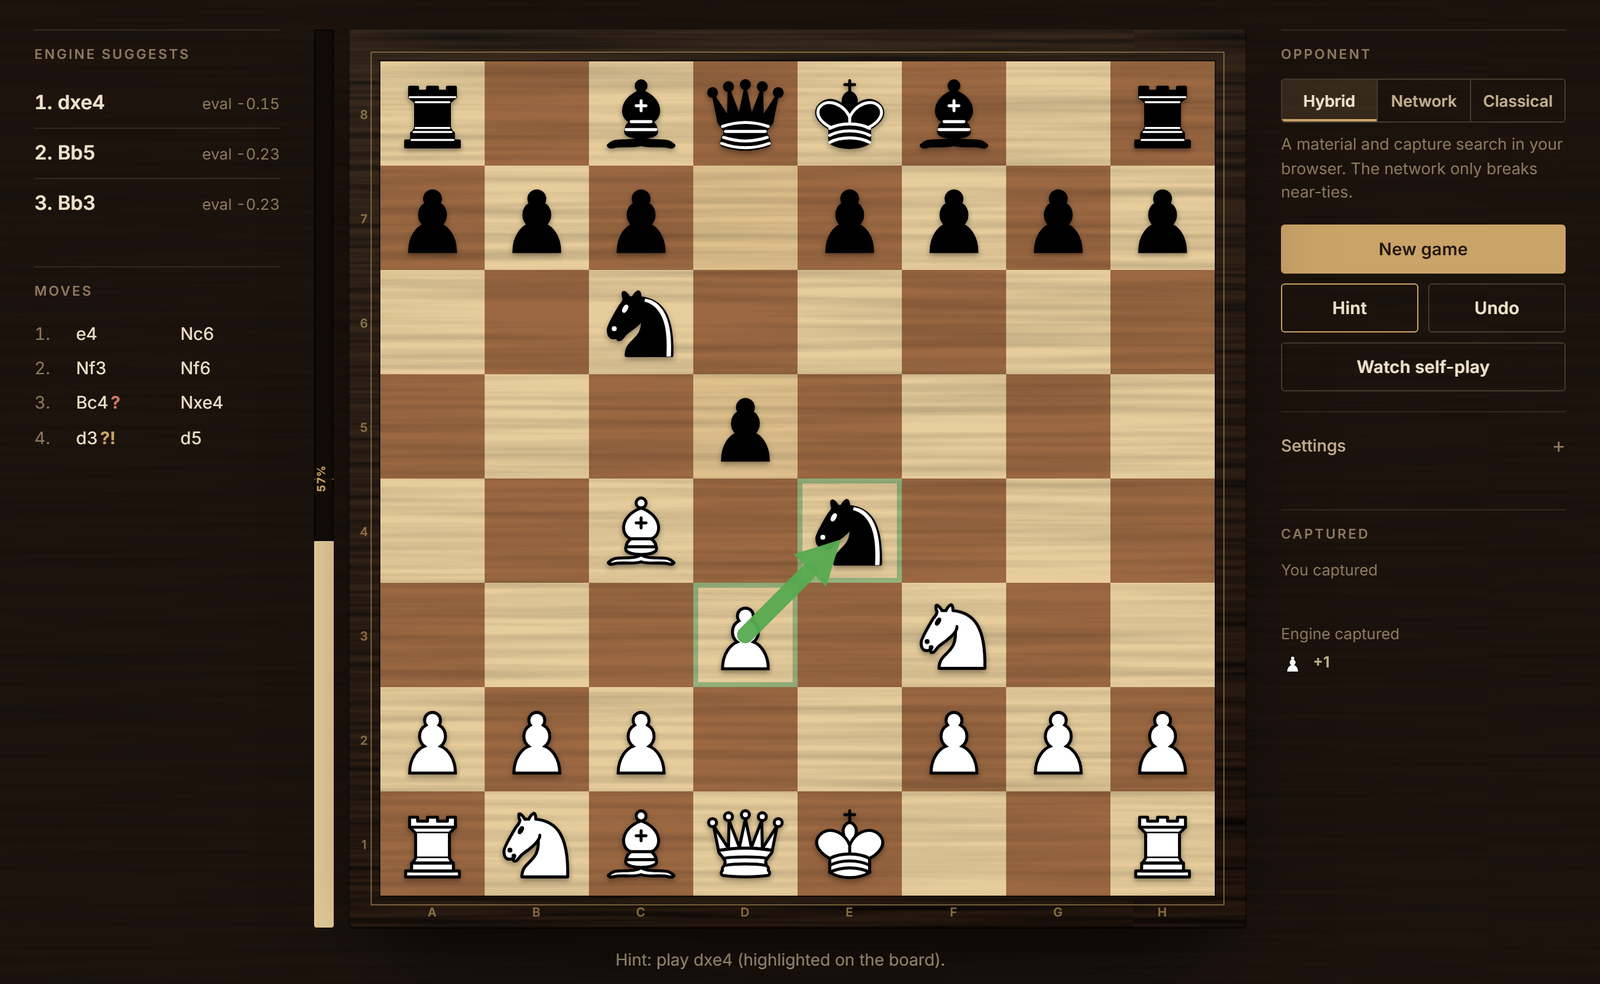 ENGINE SUGGESTS
1. dxe4 eval -0.15
2. Bb5 eval -0.23
3. Bb3 eval -0.23
MOVES
1. e4 Nc6
2. Nf3 Nf6
3. Bc4? Nxe4
4. d3?! d5
57%
8
7
6
5
4
3
2
1
A B C D E F G H
Hint: play dxe4 (highlighted on the board).
OPPONENT
Hybrid Network Classical
A material and capture search in your
browser. The network only breaks
near-ties.
New game
Hint Undo
Watch self-play
Settings +
CAPTURED
You captured
Engine captured
+1